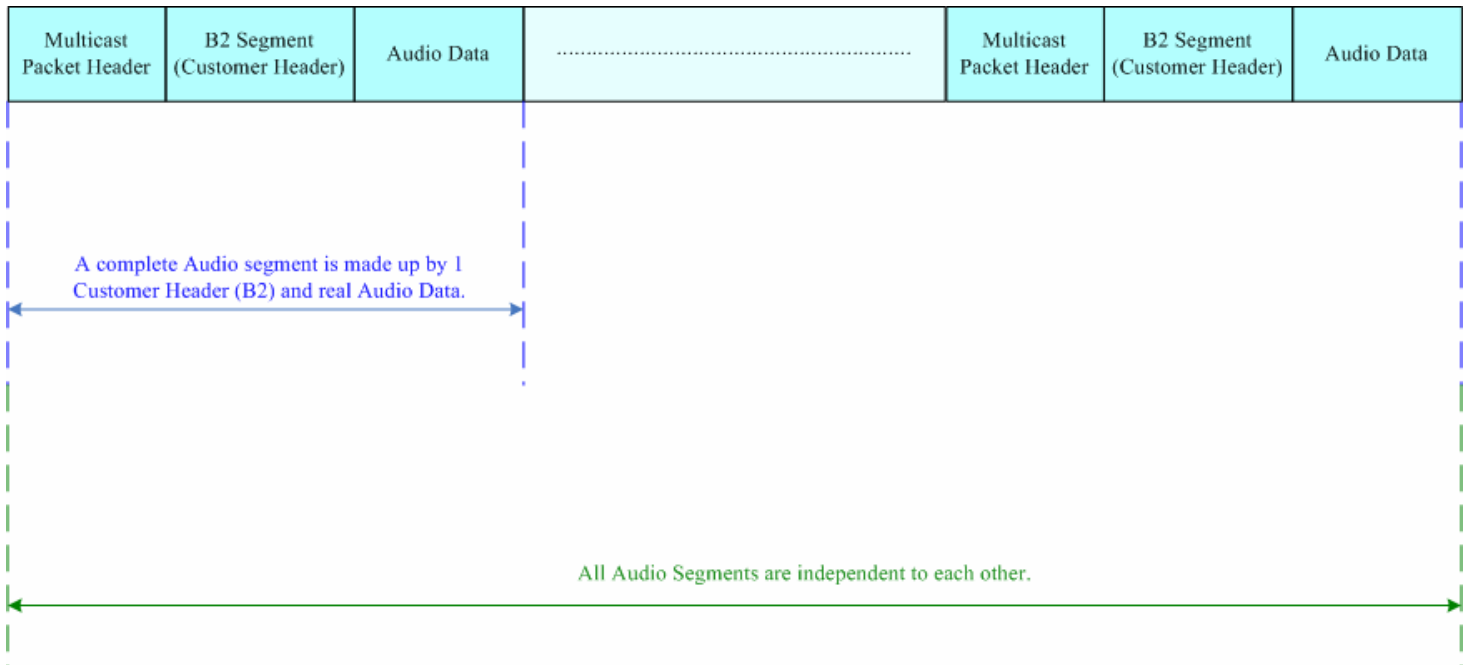 Multicast
Packet Header
B2 Segment
(Customer Header)
Audio Data
............................................................
Multicast
Packet Header
B2 Segment
(Customer Header)
Audio Data
A complete Audio segment is made up by 1
Customer Header (B2) and real Audio Data.
All Audio Segments are independent to each other.